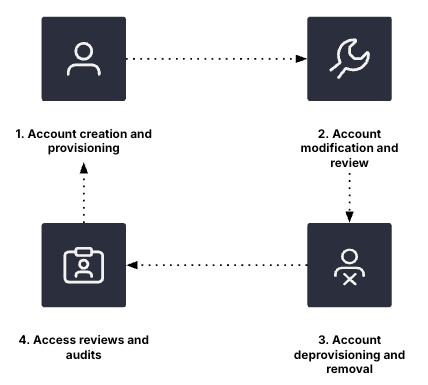 1. Account creation and
provisioning
2. Account
modification and
review
4. Access reviews and
audits
3. Account
deprovisioning and
removal